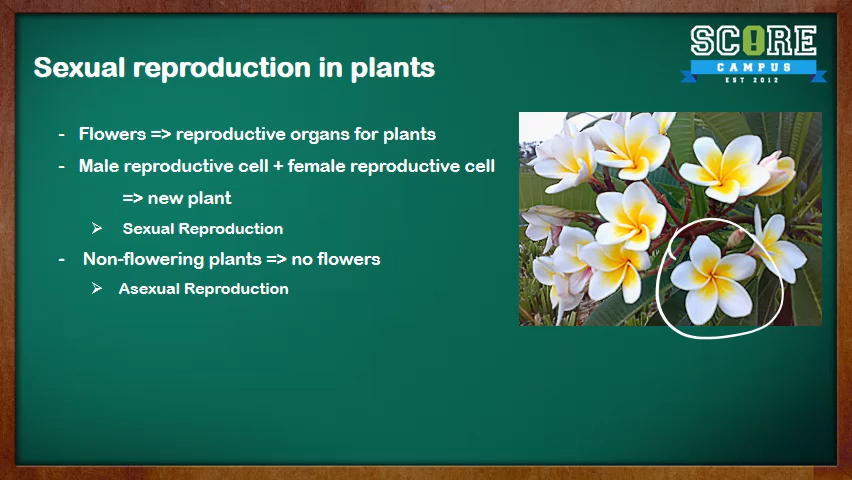 SCORE
CAMPUS
EST 2012
Sexual reproduction in plants
- Flowers => reproductive organs for plants
- Male reproductive cell + female reproductive cell
=> new plant
➢ Sexual Reproduction
- Non-flowering plants => no flowers
➢ Asexual Reproduction